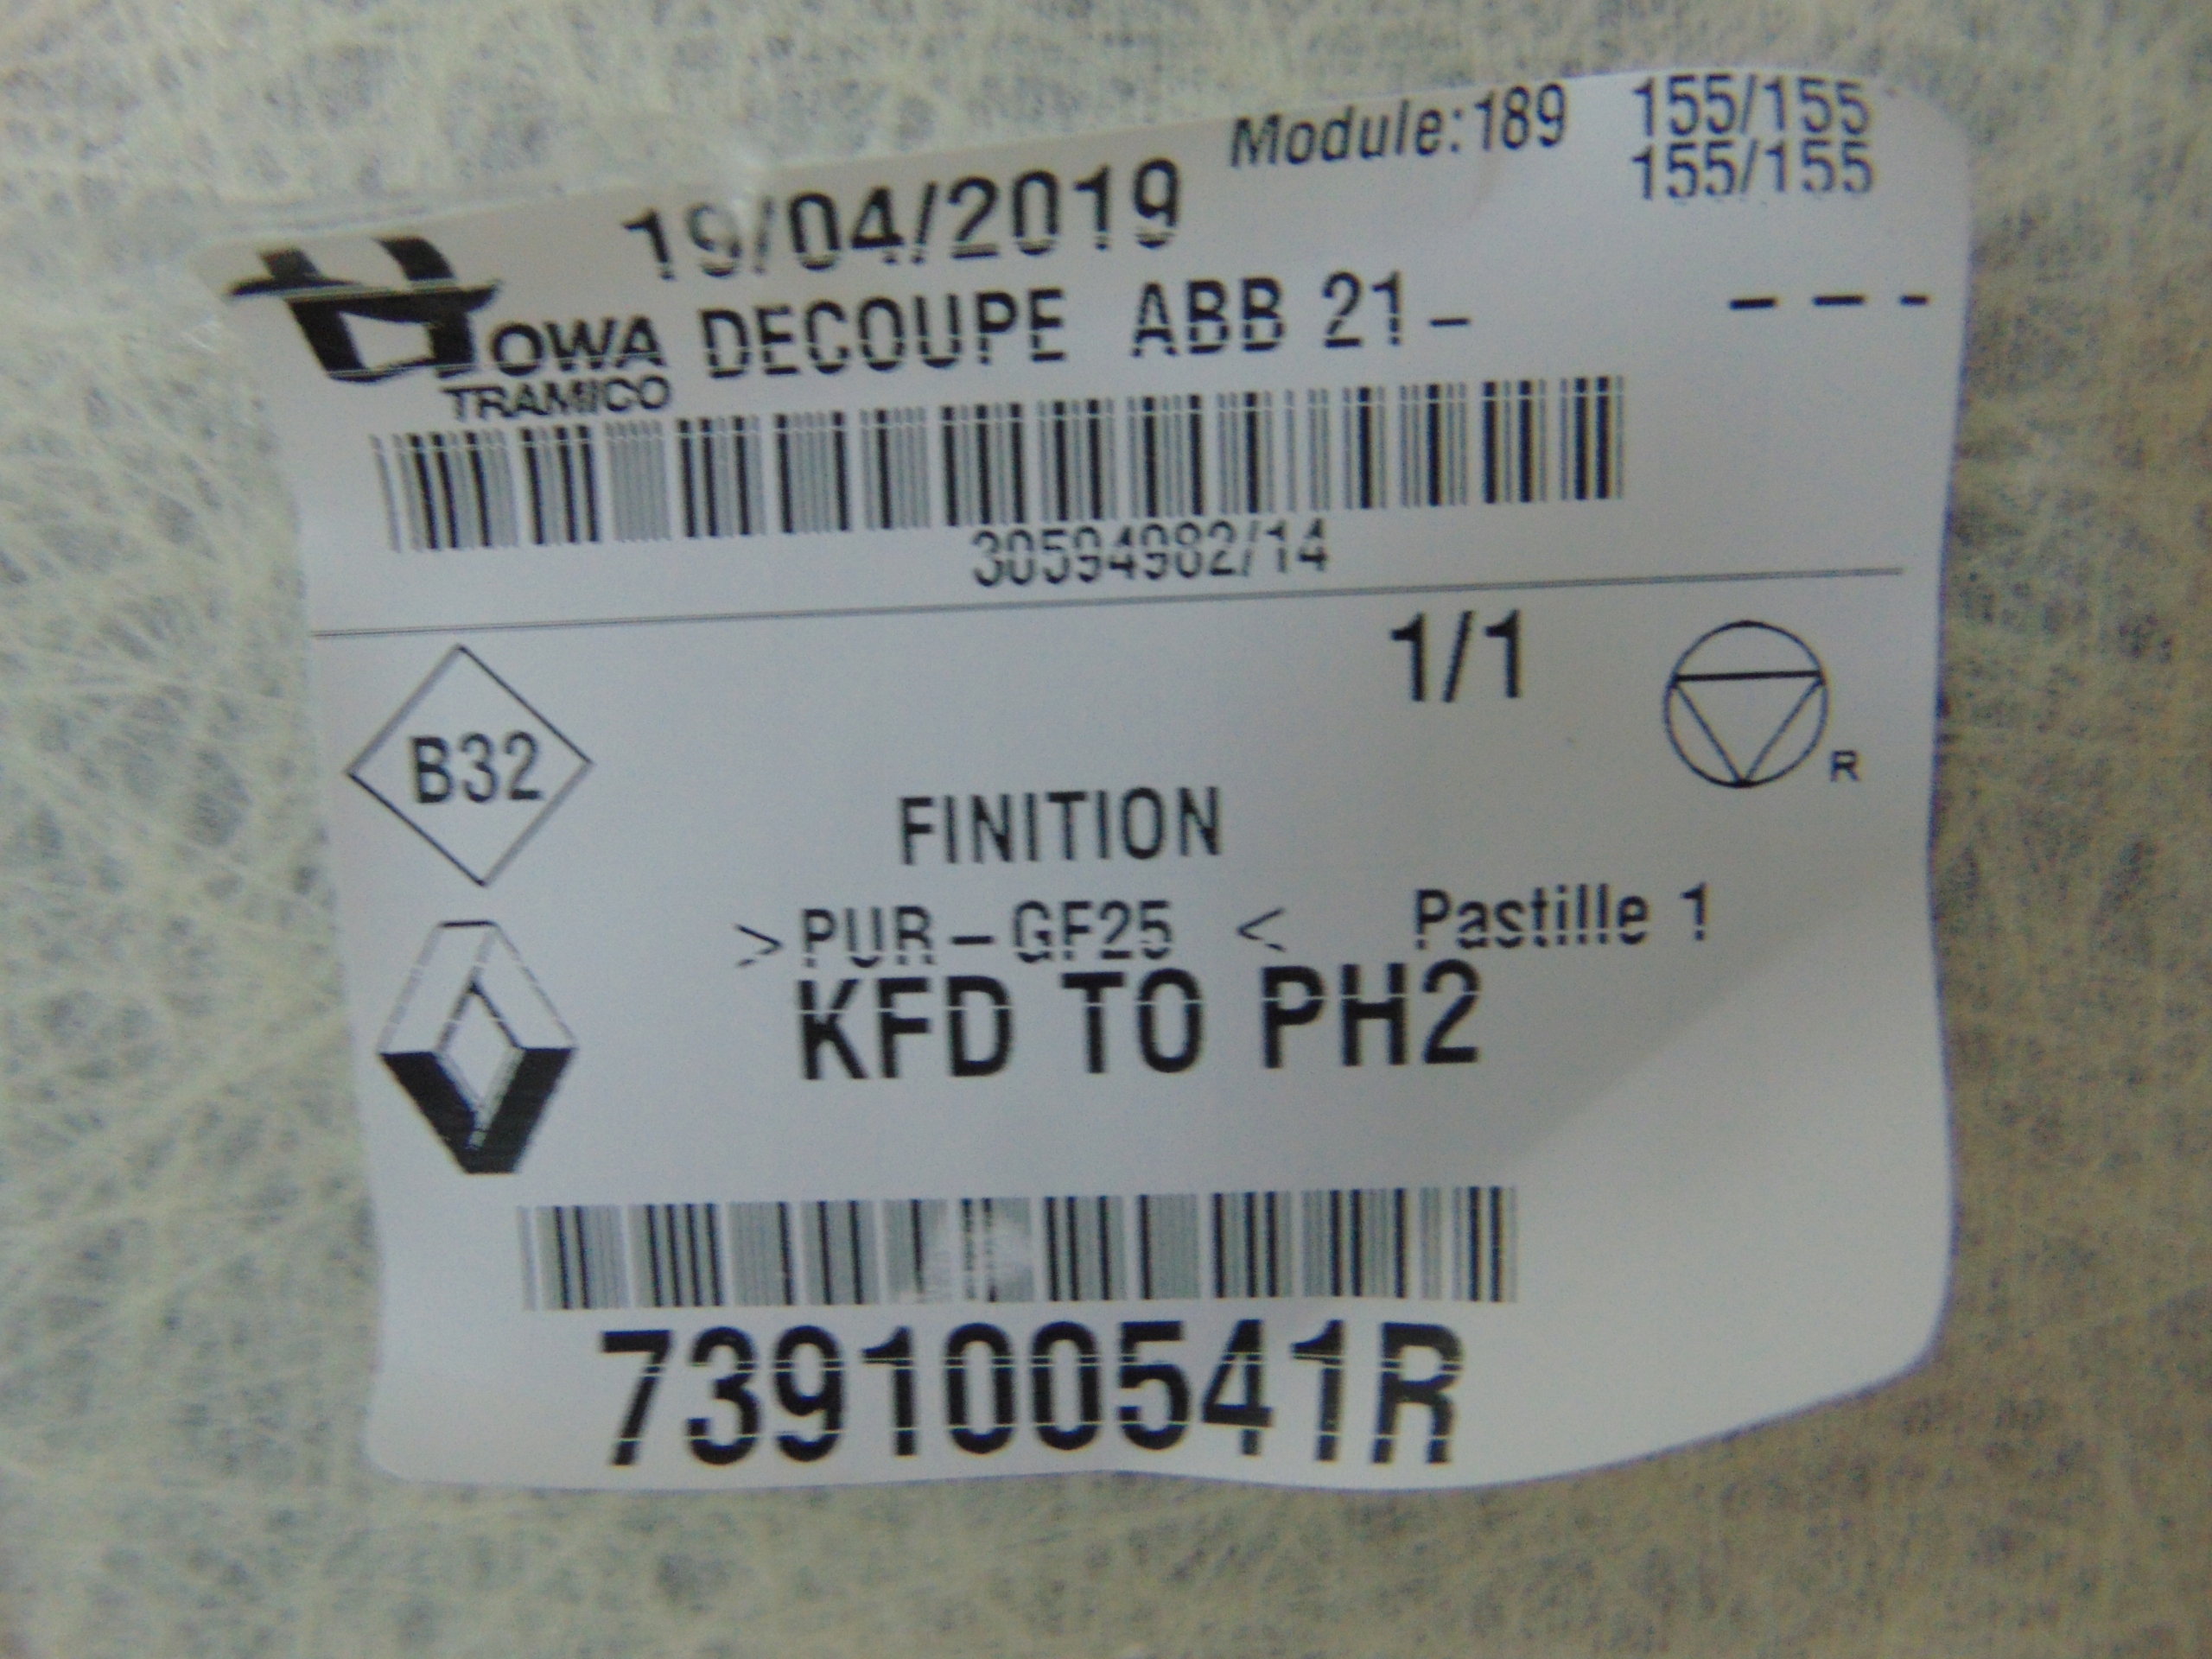 Module:189 155/155
155/155
19/04/2019
HOWA
TRAMICO
DECOUPE ABB 21 - - - -
30594982/14
1/1
B32
R
FINITION
>PUR-GF25 < Pastille 1
KFD TO PH2
739100541R